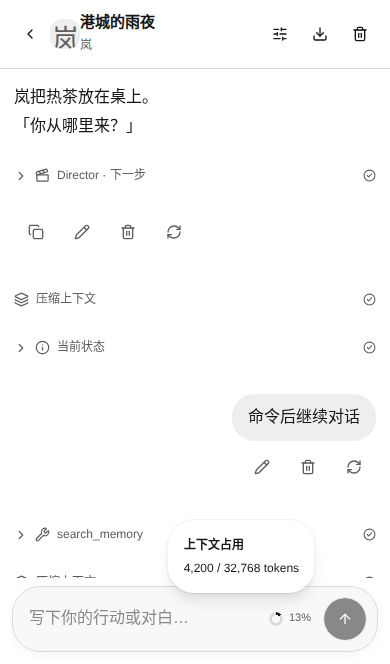 港城的雨夜
岚
岚
岚把热茶放在桌上。
「你从哪里来？」
Director · 下一步
压缩上下文
当前状态
命令后继续对话
search_memory
上下文占用
4,200 / 32,768 tokens
写下你的行动或对白…
13%